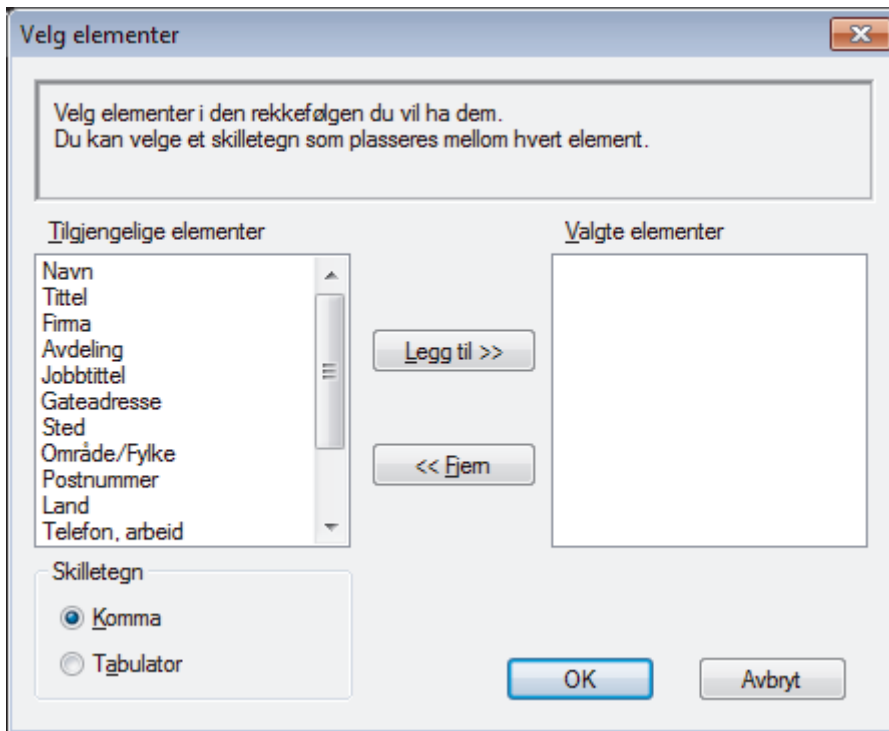 Velg elementer
Velg elementer i den rekkefølgen du vil ha dem.
Du kan velge et skilletegn som plasseres mellom hvert element.
Tilgjengelige elementer
Valgte elementer
Navn
Tittel
Firma
Avdeling
Jobbtittel
Gateadresse
Sted
Område/Fylke
Postnummer
Land
Telefon, arbeid
Legg til >>
<< Fjern
Skilletegn
Komma
Tabulator
OK
Avbryt